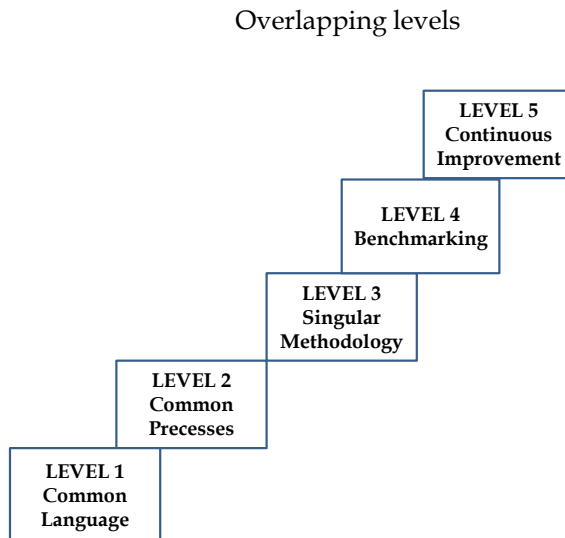 Overlapping levels
LEVEL 5
Continuous
Improvement
LEVEL 4
Benchmarking
LEVEL 3
Singular
Methodology
LEVEL 2
Common
Precesses
LEVEL 1
Common
Language